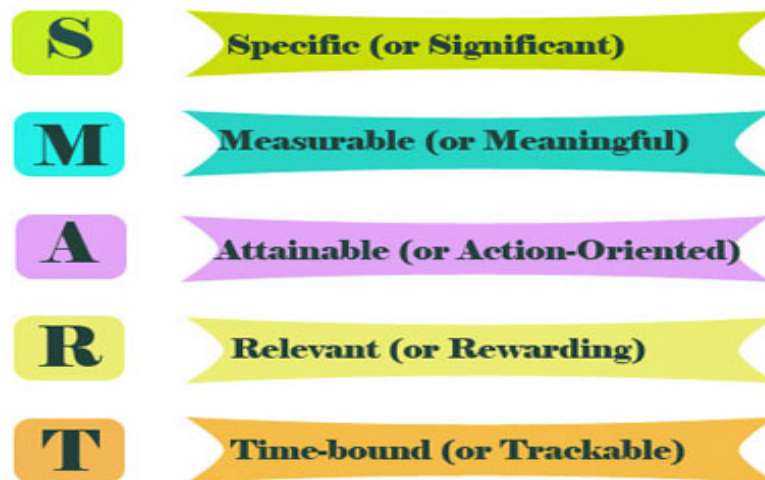 S Specific (or Significant)
M Measurable (or Meaningful)
A Attainable (or Action-Oriented)
R Relevant (or Rewarding)
T Time-bound (or Trackable)